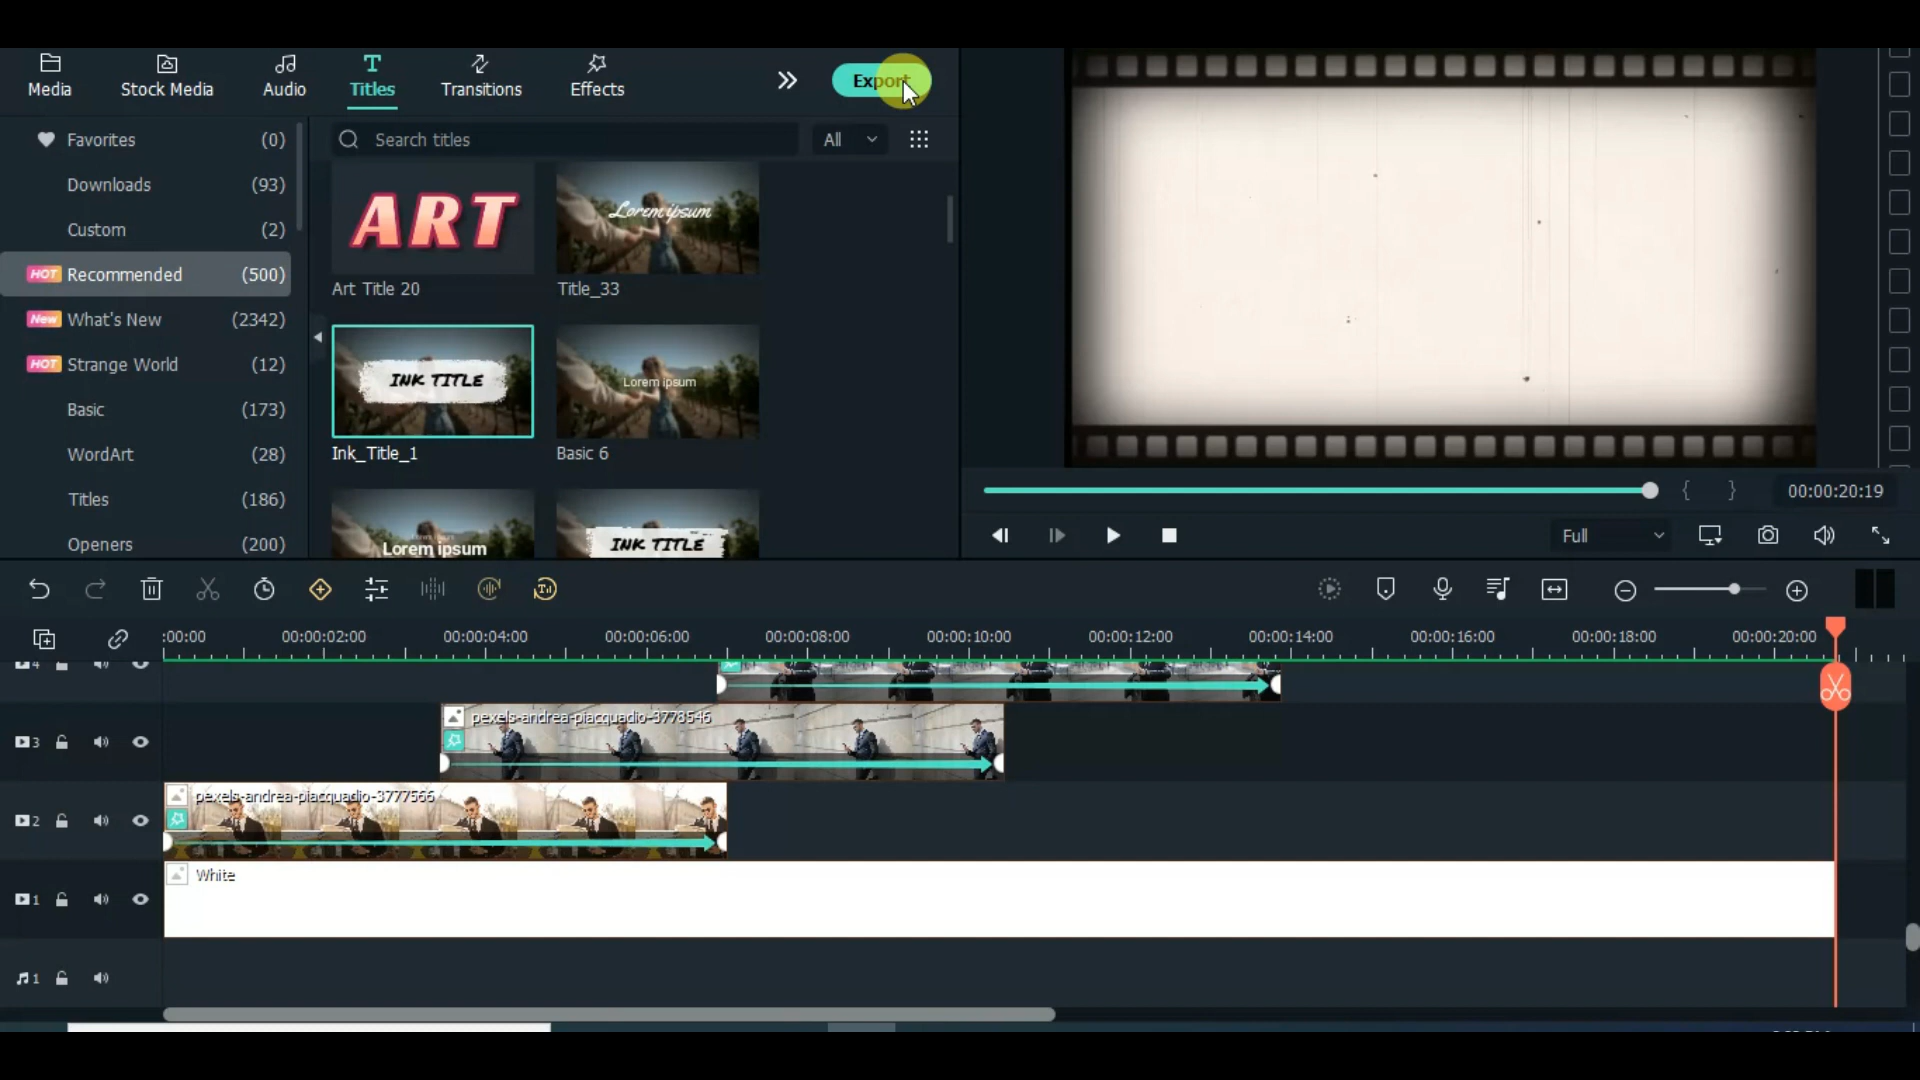 Media
Stock Media
Audio
Titles
Transitions
Effects
Export
Favorites (0)
Downloads (93)
Custom (2)
HOT Recommended (500)
New What's New (2342)
HOT Strange World (12)
Basic (173)
WordArt (28)
Titles (186)
Openers (200)
Search titles
All
ART
Lorem ipsum
Art Title 20
Title_33
INK TITLE
Lorem ipsum
Ink_Title_1
Basic 6
Lorem ipsum
INK TITLE
{ }
00:00:20:19
Full
:00:00
00:00:02:00
00:00:04:00
00:00:06:00
00:00:08:00
00:00:10:00
00:00:12:00
00:00:14:00
00:00:16:00
00:00:18:00
00:00:20:00
4
3
pexels-andrea-piacquadio-3778546
2
pexels-andrea-piacquadio-3777566
1
White
1